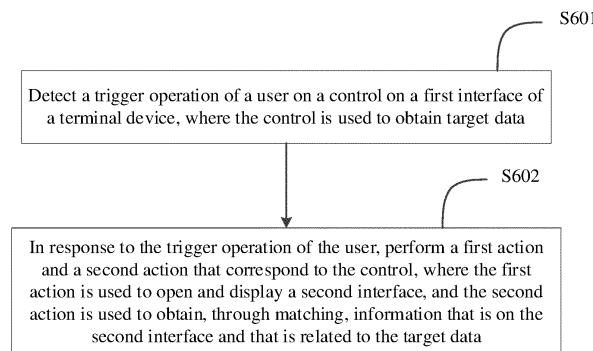 S601
Detect a trigger operation of a user on a control on a first interface of
a terminal device, where the control is used to obtain target data
S602
In response to the trigger operation of the user, perform a first action
and a second action that correspond to the control, where the first
action is used to open and display a second interface, and the second
action is used to obtain, through matching, information that is on the
second interface and that is related to the target data